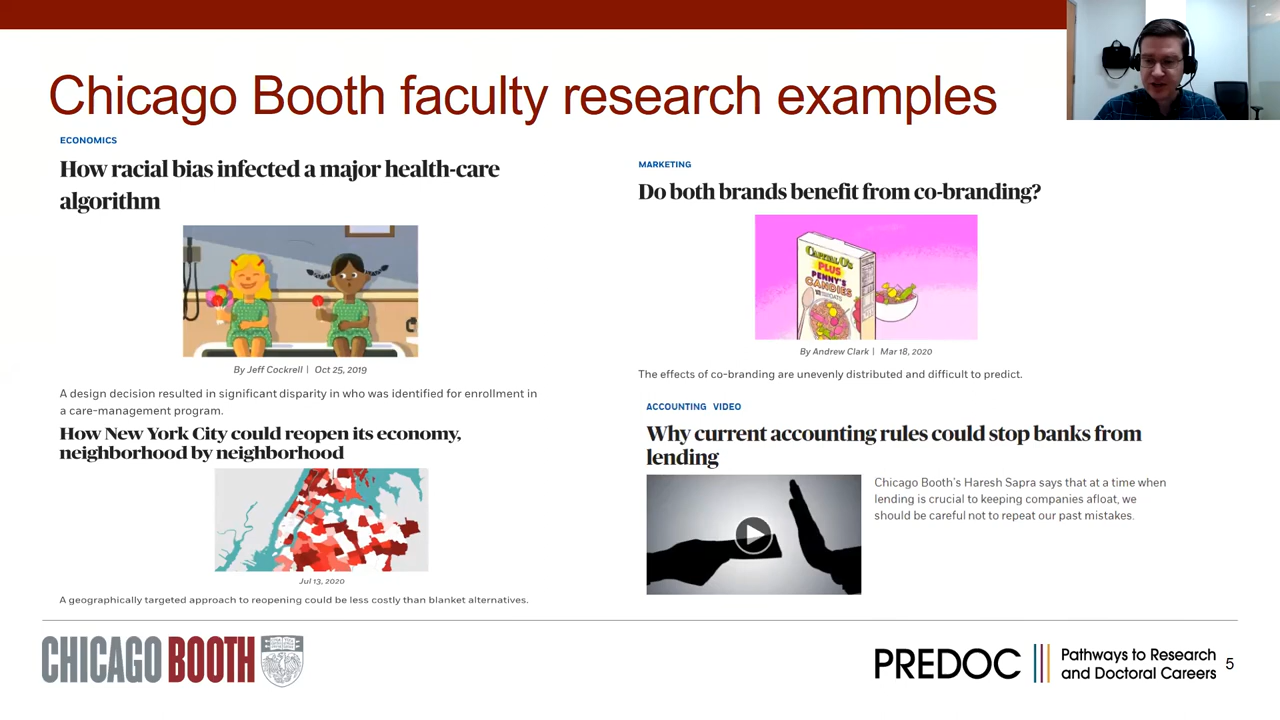 Chicago Booth faculty research examples
ECONOMICS
How racial bias infected a major health-care
algorithm
By Jeff Cockrell | Oct 25, 2019
A design decision resulted in significant disparity in who was identified for enrollment in
a care-management program.
How New York City could reopen its economy,
neighborhood by neighborhood
Jul 13, 2020
A geographically targeted approach to reopening could be less costly than blanket alternatives.
MARKETING
Do both brands benefit from co-branding?
CAPITAL O's
PLUS
PENNY'S
CANDIES
By Andrew Clark | Mar 18, 2020
The effects of co-branding are unevenly distributed and difficult to predict.
ACCOUNTING VIDEO
Why current accounting rules could stop banks from
lending
Chicago Booth's Haresh Sapra says that at a time when
lending is crucial to keeping companies afloat, we
should be careful not to repeat our past mistakes.
CHICAGO BOOTH
PREDOC
Pathways to Research
and Doctoral Careers
5